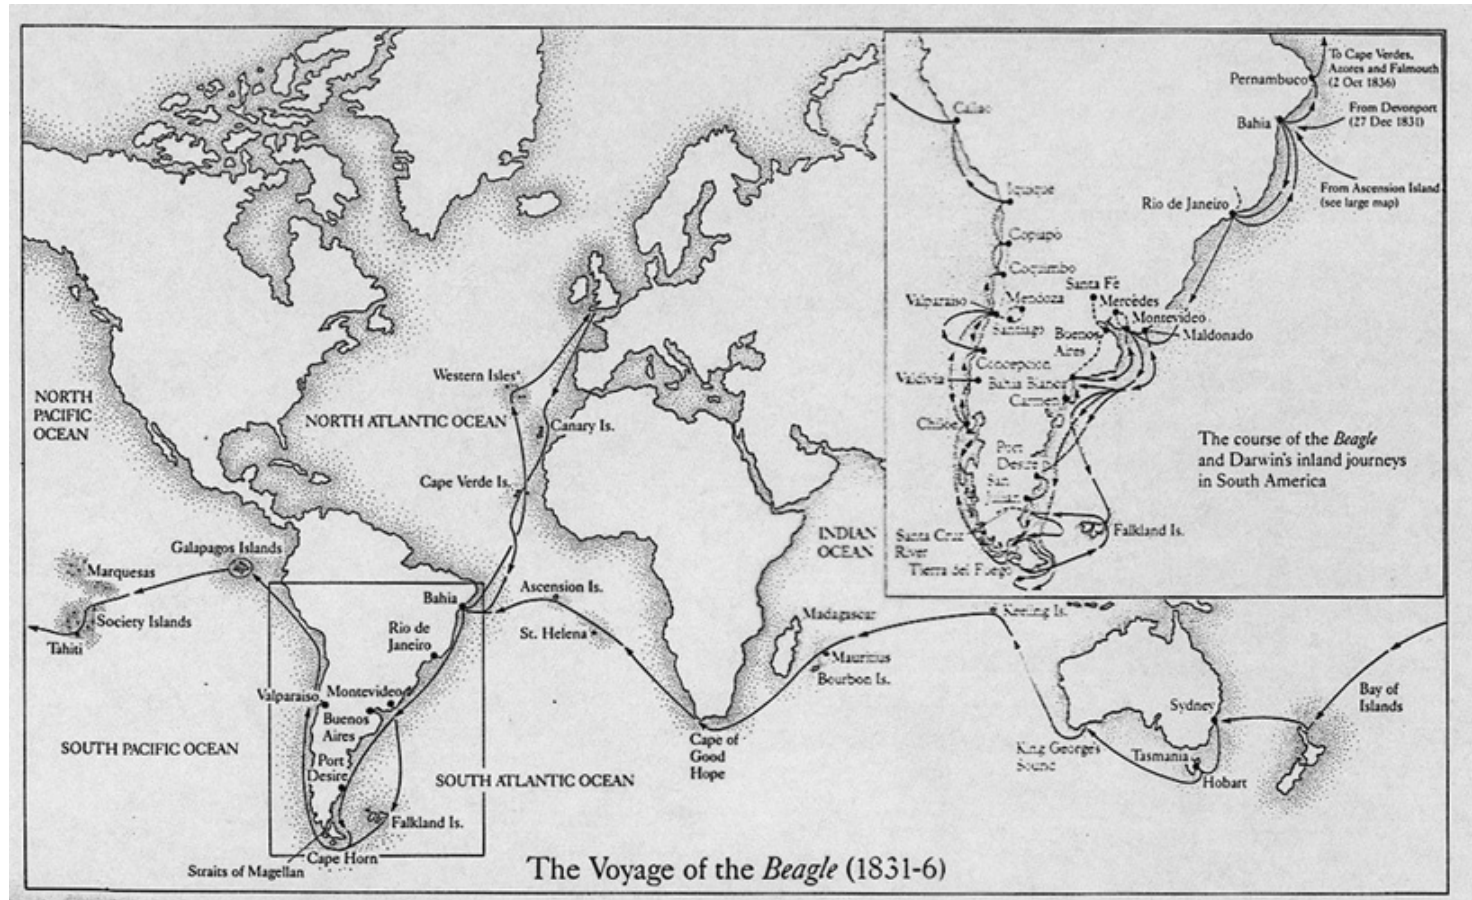 To Cape Verdes,
Azores and Falmouth
(2 Oct 1836)
Pernambuco
From Devonport
(27 Dec 1831)
Bahia
Callao
From Ascension Island
(see large map)
Iquique
Rio de Janeiro
Copiapo
Coquimbo
Santa Fé
Valparaiso
Mendoza
Mercedes
Montevideo
Santiago
Buenos
Aires
Maldonado
Concepcion
Valdivia
Bahia Blanca
Carmen
Chiloe
The course of the Beagle
and Darwin's inland journeys
in South America
Port
Desire
San
Julian
Santa Cruz
River
Falkland Is.
Tierra del Fuego
NORTH
PACIFIC
OCEAN
Western Isles
NORTH ATLANTIC OCEAN
Canary Is.
Cape Verde Is.
INDIAN
OCEAN
Galapagos Islands
Marquesas
Society Islands
Tahiti
Bahia
Ascension Is.
St. Helena
Rio de
Janeiro
Madagascar
Keeling Is.
Mauritius
Bourbon Is.
Valparaiso
Montevideo
Buenos
Aires
Port
Desire
SOUTH PACIFIC OCEAN
SOUTH ATLANTIC OCEAN
Cape of
Good
Hope
King George's
Sound
Sydney
Tasmania
Hobart
Bay of
Islands
Falkland Is.
Cape Horn
Straits of Magellan
The Voyage of the Beagle (1831-6)